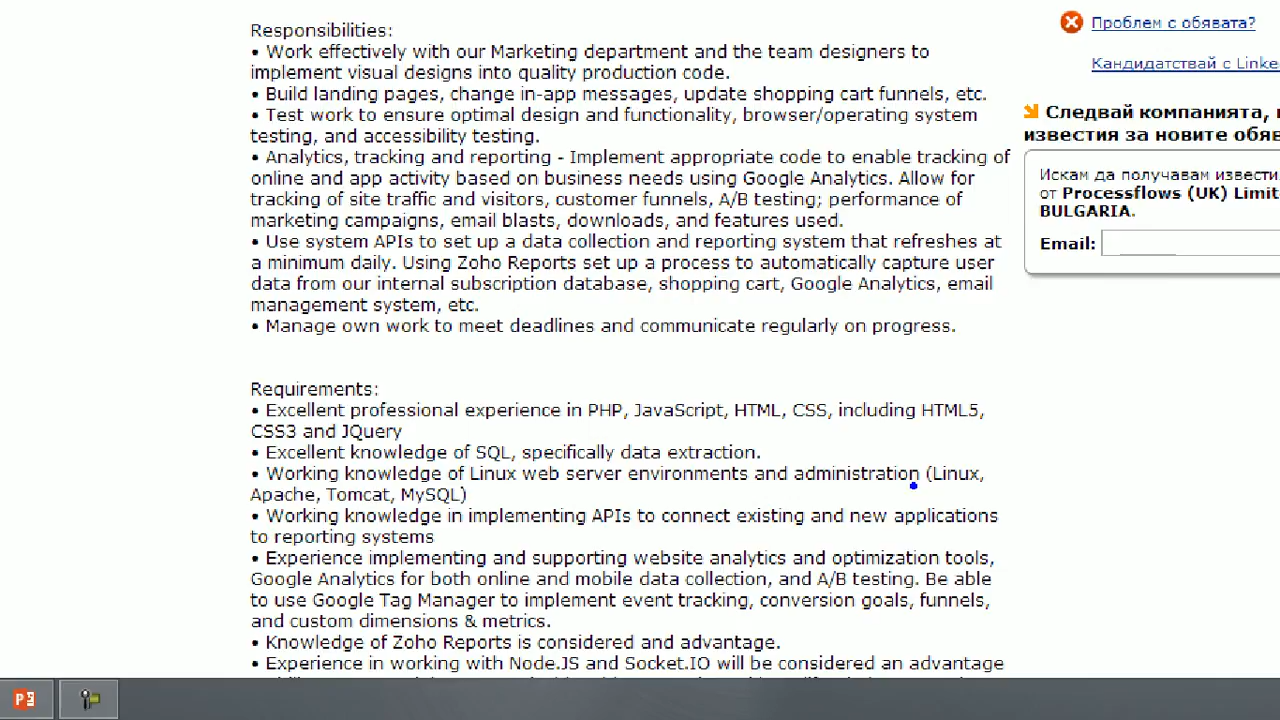 Responsibilities:
• Work effectively with our Marketing department and the team designers to
implement visual designs into quality production code.
• Build landing pages, change in-app messages, update shopping cart funnels, etc.
• Test work to ensure optimal design and functionality, browser/operating system
testing, and accessibility testing.
• Analytics, tracking and reporting - Implement appropriate code to enable tracking of
online and app activity based on business needs using Google Analytics. Allow for
tracking of site traffic and visitors, customer funnels, A/B testing; performance of
marketing campaigns, email blasts, downloads, and features used.
• Use system APIs to set up a data collection and reporting system that refreshes at
a minimum daily. Using Zoho Reports set up a process to automatically capture user
data from our internal subscription database, shopping cart, Google Analytics, email
management system, etc.
• Manage own work to meet deadlines and communicate regularly on progress.
Requirements:
• Excellent professional experience in PHP, JavaScript, HTML, CSS, including HTML5,
CSS3 and JQuery
• Excellent knowledge of SQL, specifically data extraction.
• Working knowledge of Linux web server environments and administration (Linux,
Apache, Tomcat, MySQL)
• Working knowledge in implementing APIs to connect existing and new applications
to reporting systems
• Experience implementing and supporting website analytics and optimization tools,
Google Analytics for both online and mobile data collection, and A/B testing. Be able
to use Google Tag Manager to implement event tracking, conversion goals, funnels,
and custom dimensions & metrics.
• Knowledge of Zoho Reports is considered and advantage.
• Experience in working with Node.JS and Socket.IO will be considered an advantage
Проблем с обявата?
Кандидатствай с Linke
Следвай компанията,
известия за новите обяв
Искам да получавам извести
от Processflows (UK) Limit
BULGARIA.
Email: